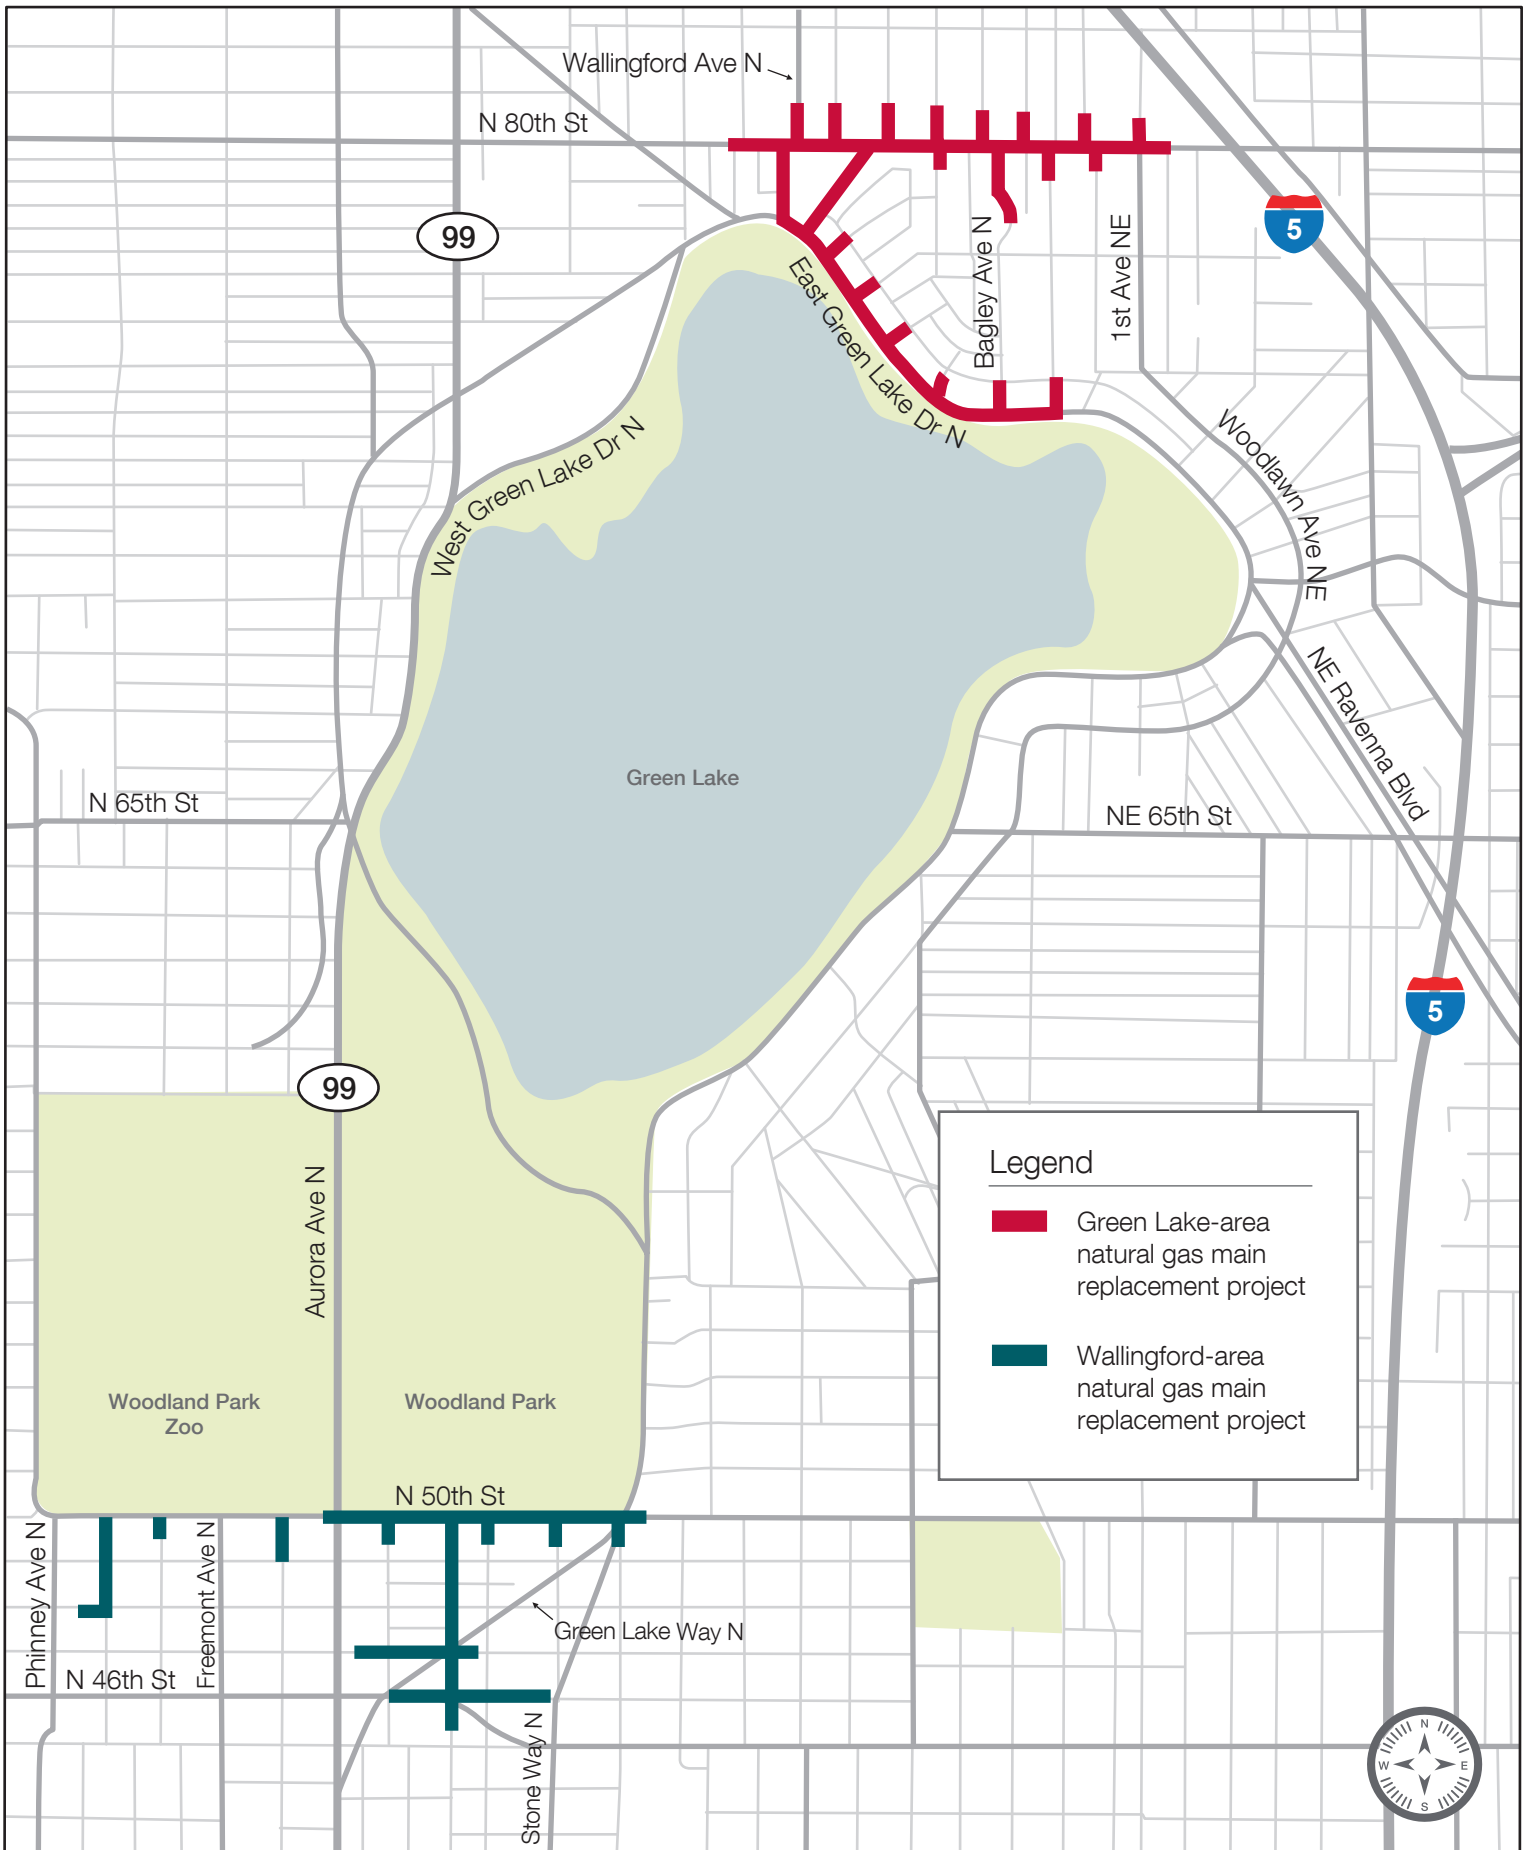 Wallingford Ave N
N 80th St
99
5
Bagley Ave N
1st Ave NE
East Green Lake Dr N
West Green Lake Dr N
Woodlawn Ave NE
NE Ravenna Blvd
Green Lake
N 65th St
NE 65th St
5
99
Aurora Ave N
Legend
Green Lake-area
natural gas main
replacement project
Wallingford-area
natural gas main
replacement project
Woodland Park
Zoo
Woodland Park
N 50th St
Phinney Ave N
Freemont Ave N
Green Lake Way N
N 46th St
Stone Way N
N
W
E
S